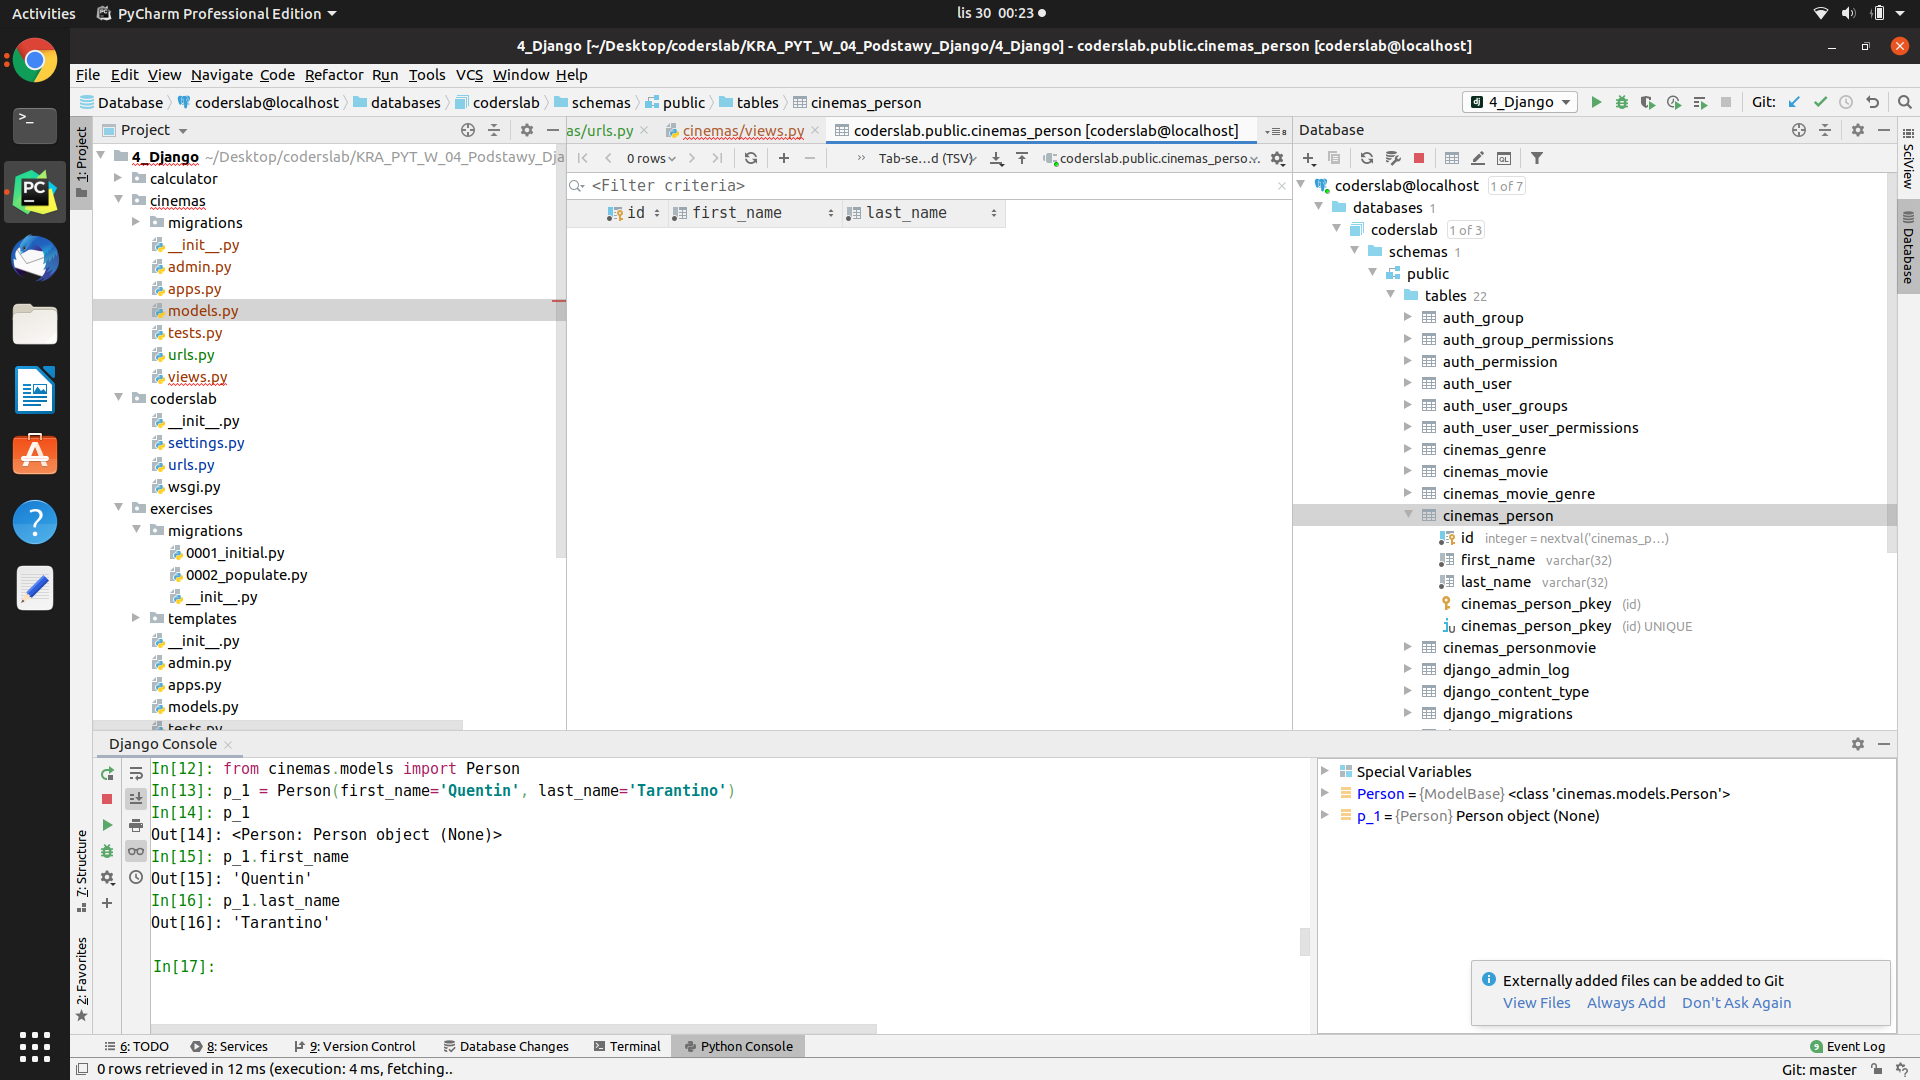 Activities
PyCharm Professional Edition
lis 30 00:23
4_Django [~/Desktop/coderslab/KRA_PYT_W_04_Podstawy_Django/4_Django] - coderslab.public.cinemas_person [coderslab@localhost]
File Edit View Navigate Code Refactor Run Tools VCS Window Help
Database coderslab@localhost databases coderslab schemas public tables cinemas_person
4_Django
Git:
1: Project
Project
4_Django ~/Desktop/coderslab/KRA_PYT_W_04_Podstawy_Dja
calculator
cinemas
migrations
__init__.py
admin.py
apps.py
models.py
tests.py
urls.py
views.py
coderslab
__init__.py
settings.py
urls.py
wsgi.py
exercises
migrations
0001_initial.py
0002_populate.py
__init__.py
templates
__init__.py
admin.py
apps.py
models.py
tests.py
as/urls.py
cinemas/views.py
coderslab.public.cinemas_person [coderslab@localhost]
0 rows
Tab-se...d (TSV)
coderslab.public.cinemas_perso...
<Filter criteria>
id first_name last_name
Database
coderslab@localhost 1 of 7
databases 1
coderslab 1 of 3
schemas 1
public
tables 22
auth_group
auth_group_permissions
auth_permission
auth_user
auth_user_groups
auth_user_user_permissions
cinemas_genre
cinemas_movie
cinemas_movie_genre
cinemas_person
id integer = nextval('cinemas_p...)
first_name varchar(32)
last_name varchar(32)
cinemas_person_pkey (id)
cinemas_person_pkey (id) UNIQUE
cinemas_personmovie
django_admin_log
django_content_type
django_migrations
SciView
Database
Django Console
In[12]: from cinemas.models import Person
In[13]: p_1 = Person(first_name='Quentin', last_name='Tarantino')
In[14]: p_1
Out[14]: <Person: Person object (None)>
In[15]: p_1.first_name
Out[15]: 'Quentin'
In[16]: p_1.last_name
Out[16]: 'Tarantino'
In[17]:
Special Variables
Person = {ModelBase} <class 'cinemas.models.Person'>
p_1 = {Person} Person object (None)
7: Structure
2: Favorites
Externally added files can be added to Git
View Files Always Add Don't Ask Again
6: TODO 8: Services 9: Version Control Database Changes Terminal Python Console
9 Event Log
0 rows retrieved in 12 ms (execution: 4 ms, fetching..
Git: master